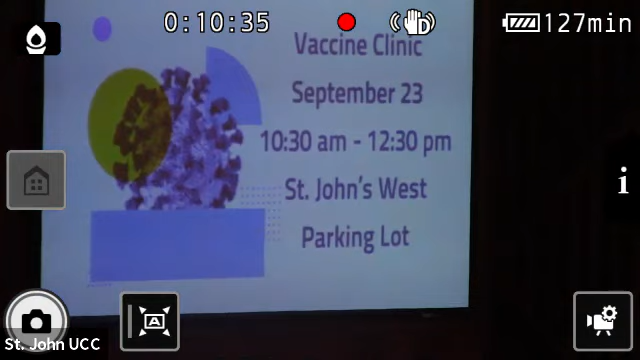 0:10:35
D
127min
Vaccine Clinic
September 23
10:30 am - 12:30 pm
St. John's West
Parking Lot
i
A
St. John UCC